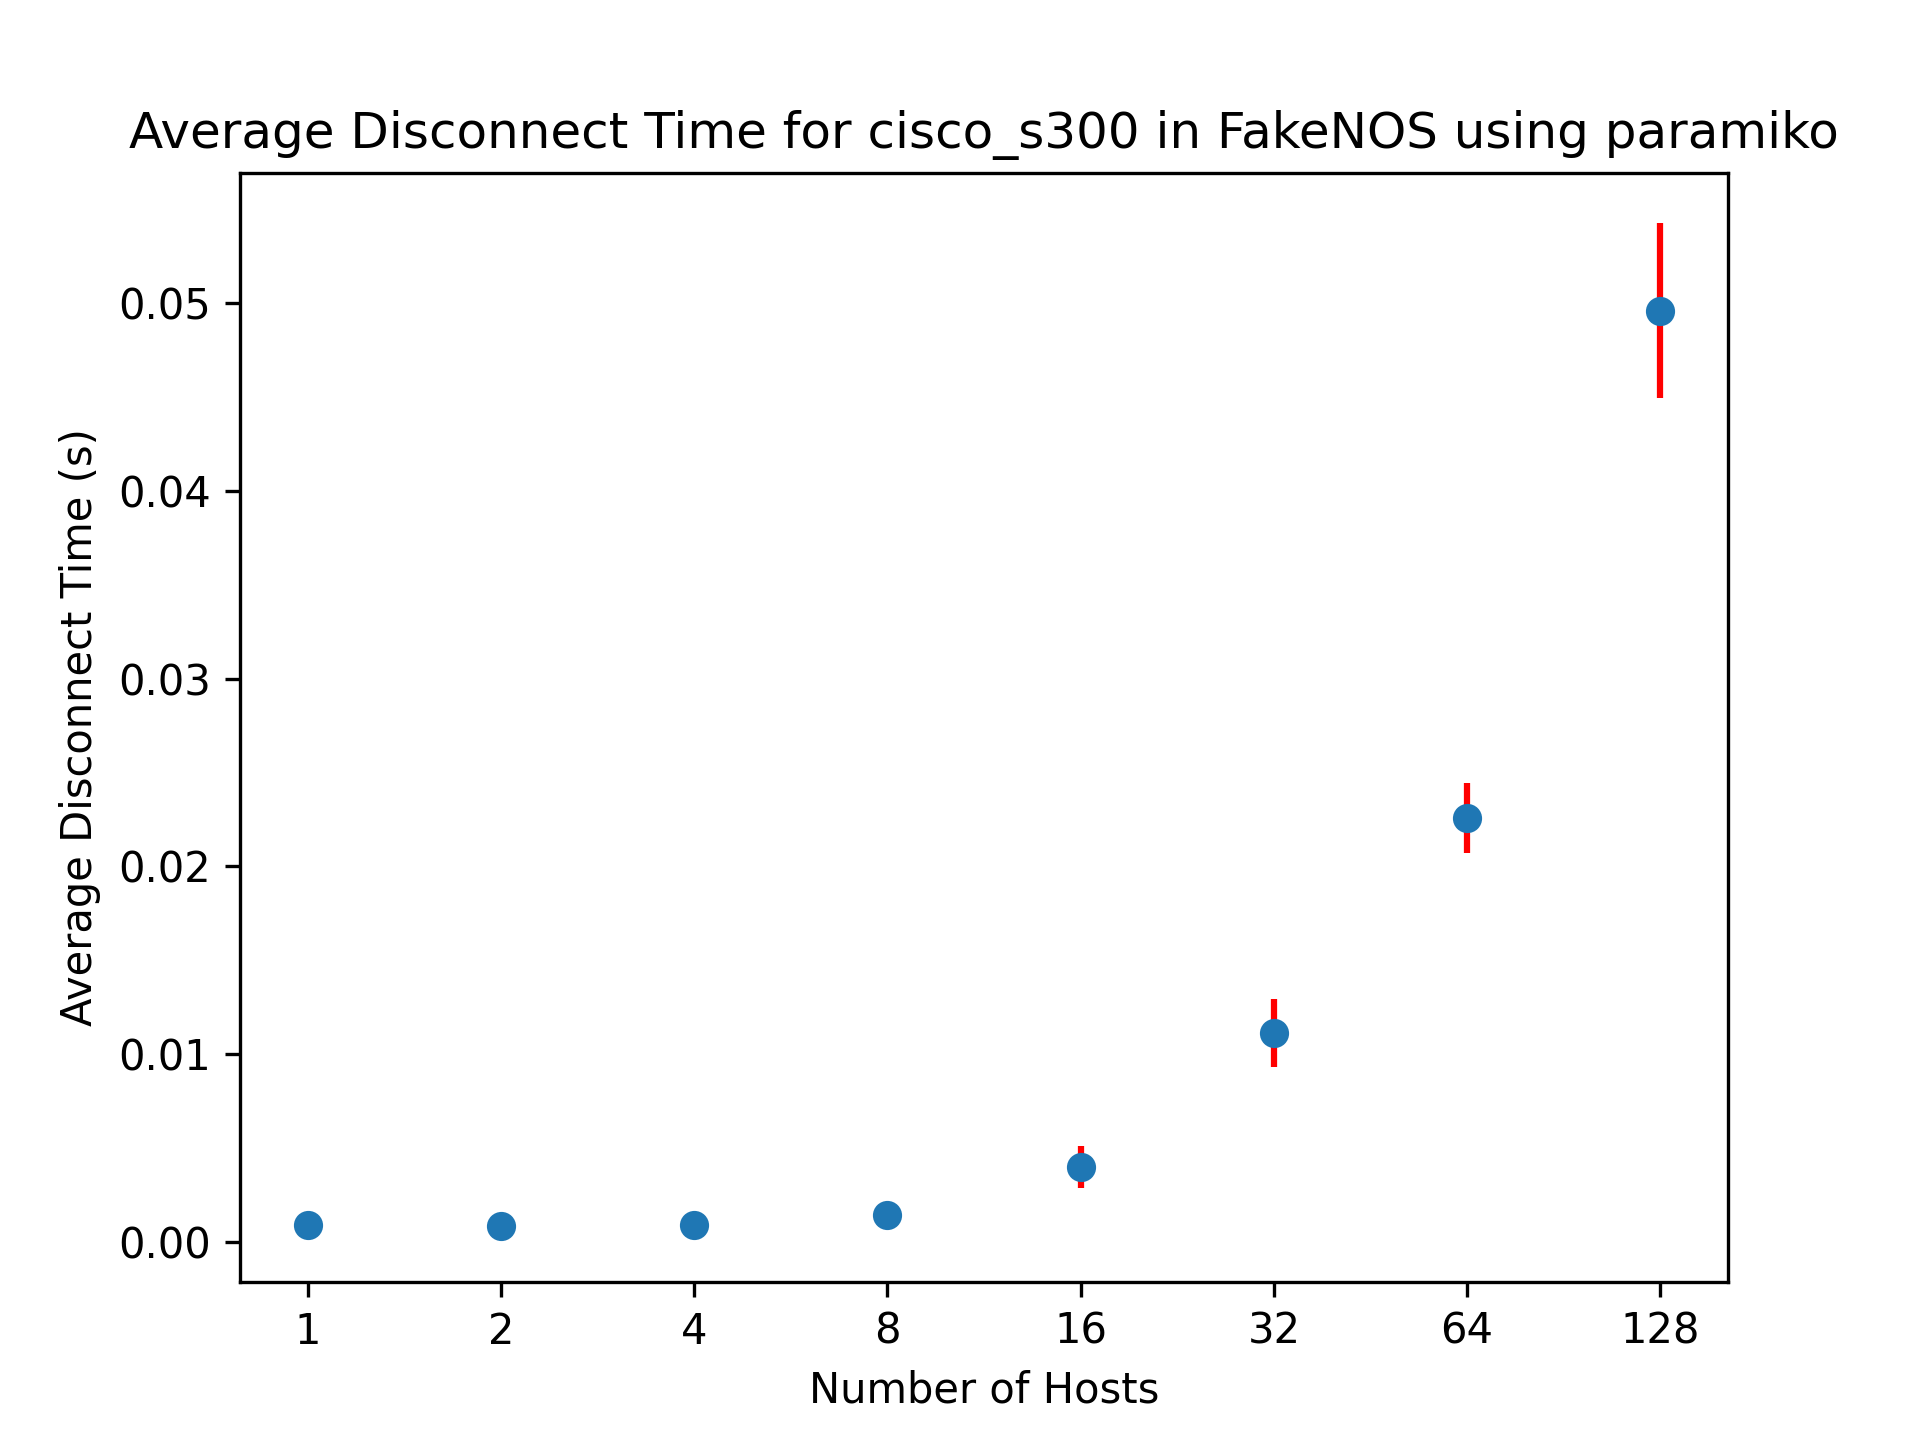 Average Disconnect Time for cisco_s300 in FakeNOS using paramiko
Average Disconnect Time (s)
0.05
0.04
0.03
0.02
0.01
0.00
1 2 4 8 16 32 64 128
Number of Hosts